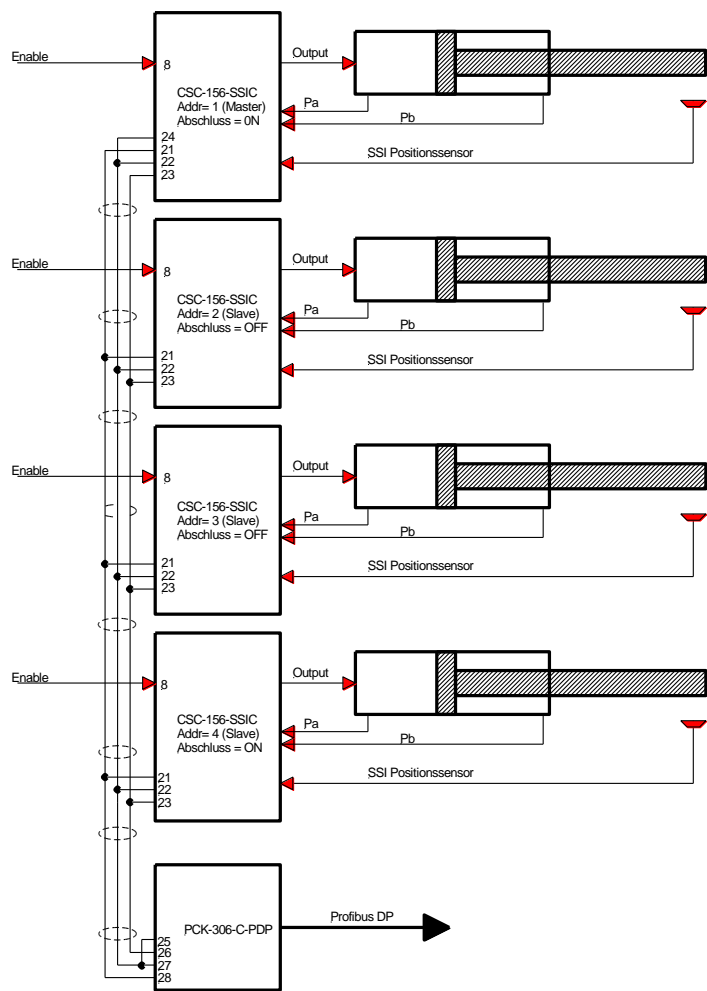 Enable
8
CSC-156-SSIC
Addr= 1 (Master)
Abschluss = 0N
Output
Pa
Pb
SSI Positionssensor
24
21
22
23
Enable
8
CSC-156-SSIC
Addr= 2 (Slave)
Abschluss = OFF
Output
Pa
Pb
SSI Positionssensor
21
22
23
Enable
8
CSC-156-SSIC
Addr= 3 (Slave)
Abschluss = OFF
Output
Pa
Pb
SSI Positionssensor
21
22
23
Enable
8
CSC-156-SSIC
Addr= 4 (Slave)
Abschluss = ON
Output
Pa
Pb
SSI Positionssensor
21
22
23
PCK-306-C-PDP
Profibus DP
25
26
27
28